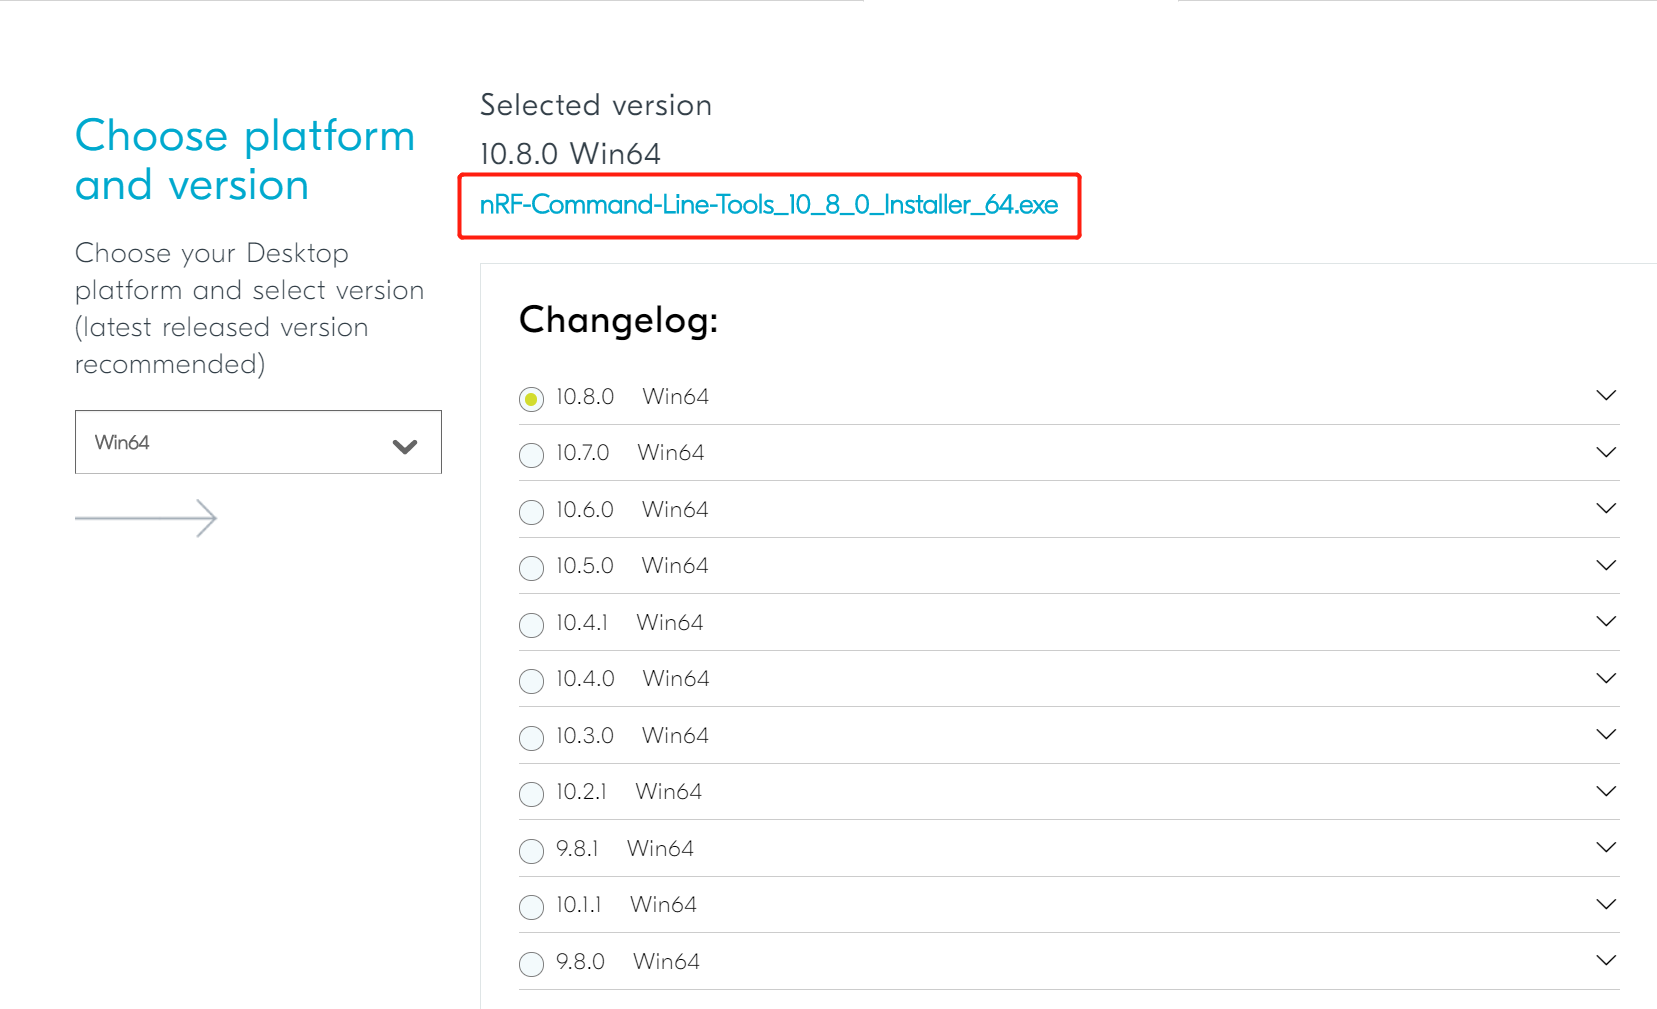 Choose platform
and version
Choose your Desktop
platform and select version
(latest released version
recommended)
Win64
Selected version
10.8.0 Win64
nRF-Command-Line-Tools_10_8_0_Installer_64.exe
Changelog:
10.8.0 Win64
10.7.0 Win64
10.6.0 Win64
10.5.0 Win64
10.4.1 Win64
10.4.0 Win64
10.3.0 Win64
10.2.1 Win64
9.8.1 Win64
10.1.1 Win64
9.8.0 Win64